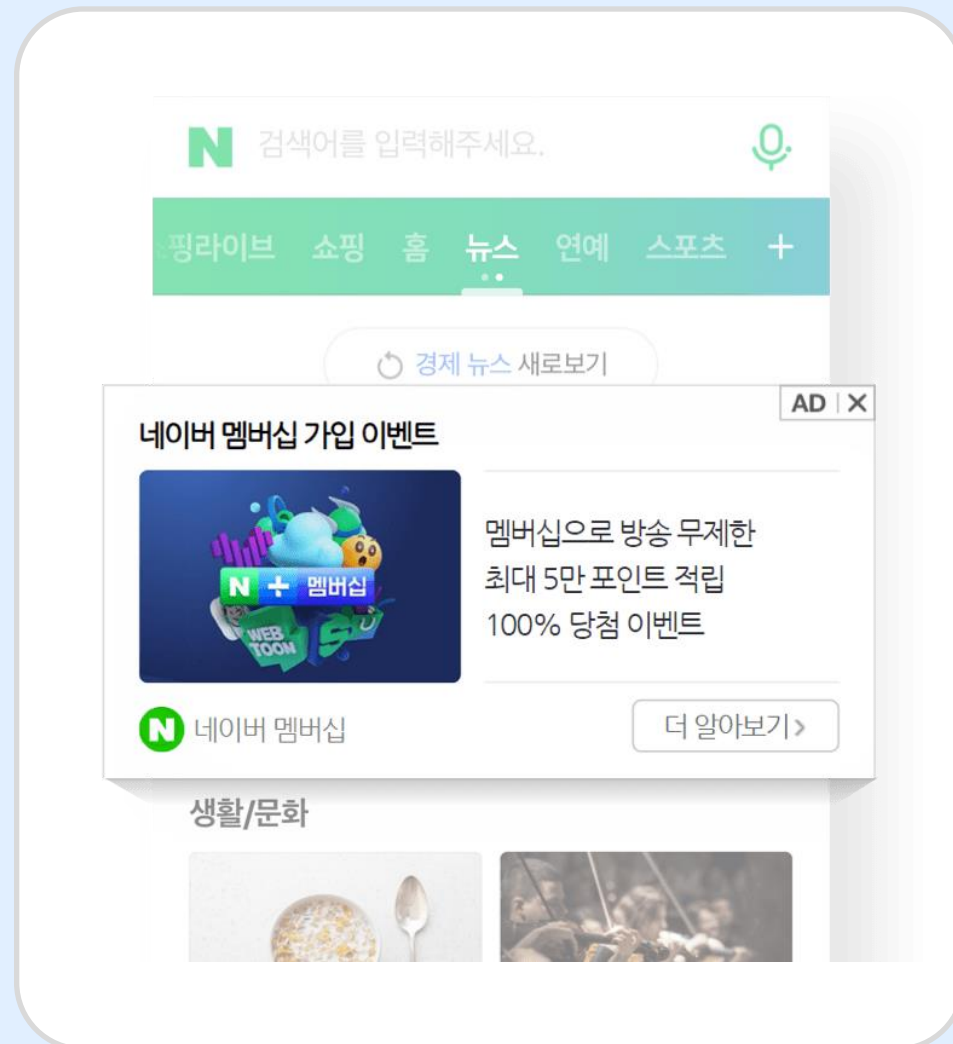 N 검색어를 입력해주세요.
핑라이브 쇼핑 홈 뉴스 연예 스포츠 +
경제 뉴스 새로보기
AD
네이버 멤버십 가입 이벤트
N + 멤버십
WEB
TOON
멤버십으로 방송 무제한
최대 5만 포인트 적립
100% 당첨 이벤트
N 네이버 멤버십
더 알아보기 >
생활/문화